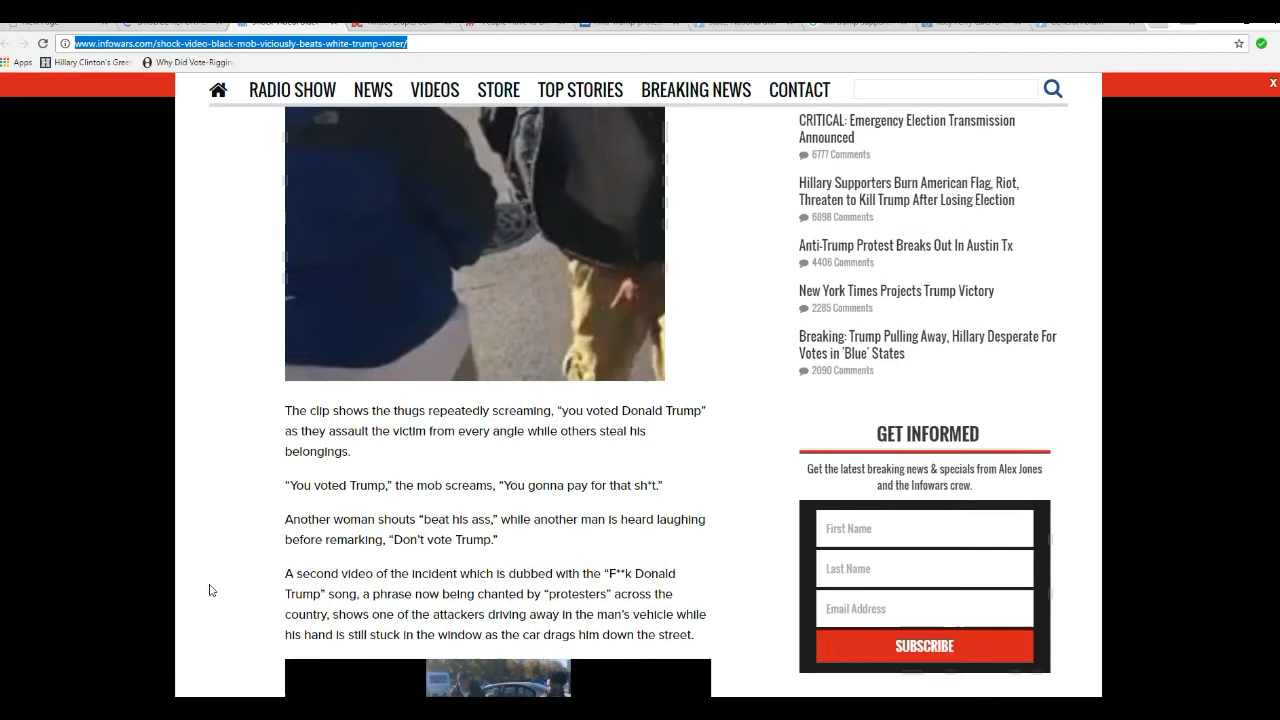 www.infowars.com/shock-video-black-mob-viciously-beats-white-trump-voter/
Apps Hillary Clinton's Gree Why Did Vote-Riggin
X
RADIO SHOW NEWS VIDEOS STORE TOP STORIES BREAKING NEWS CONTACT
CRITICAL: Emergency Election Transmission
Announced
6777 Comments
Hillary Supporters Burn American Flag, Riot,
Threaten to Kill Trump After Losing Election
6898 Comments
Anti-Trump Protest Breaks Out In Austin Tx
4406 Comments
New York Times Projects Trump Victory
2285 Comments
Breaking: Trump Pulling Away, Hillary Desperate For
Votes in 'Blue' States
2090 Comments
The clip shows the thugs repeatedly screaming, “you voted Donald Trump”
as they assault the victim from every angle while others steal his
belongings.
“You voted Trump,” the mob screams, “You gonna pay for that sh*t.”
Another woman shouts “beat his ass,” while another man is heard laughing
before remarking, “Don’t vote Trump.”
A second video of the incident which is dubbed with the “F**k Donald
Trump” song, a phrase now being chanted by “protesters” across the
country, shows one of the attackers driving away in the man’s vehicle while
his hand is still stuck in the window as the car drags him down the street.
GET INFORMED
Get the latest breaking news & specials from Alex Jones
and the Infowars crew.
First Name
Last Name
Email Address
SUBSCRIBE